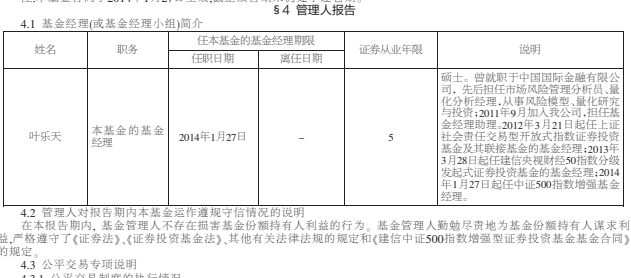 §4 管理人报告
4.1 基金经理(或基金经理小组)简介
姓名
职务
任本基金的基金经理期限
任职日期
离任日期
证券从业年限
说明
叶乐天
本基金的基金
经理
2014年1月27日
–
5
硕士。曾就职于中国国际金融有限公
司，先后担任市场风险管理分析员、量
化分析经理,从事风险模型、量化研究
与投资;2011年9月加入我公司,担任基
金经理助理。2012年3月21日起任上证
社会责任交易型开放式指数证券投资
基金及其联接基金的基金经理;2013年
3月28日起任建信央视财经50指数分级
发起式证券投资基金的基金经理;2014
年1月27日起任中证500指数增强基金
经理。
4.2 管理人对报告期内本基金运作遵规守信情况的说明
在本报告期内，基金管理人不存在损害基金份额持有人利益的行为。基金管理人勤勉尽责地为基金份额持有人谋求利
益,严格遵守了《证券法》、《证券投资基金法》、其他有关法律法规的规定和《建信中证500指数增强型证券投资基金基金合同》
的规定。
4.3 公平交易专项说明